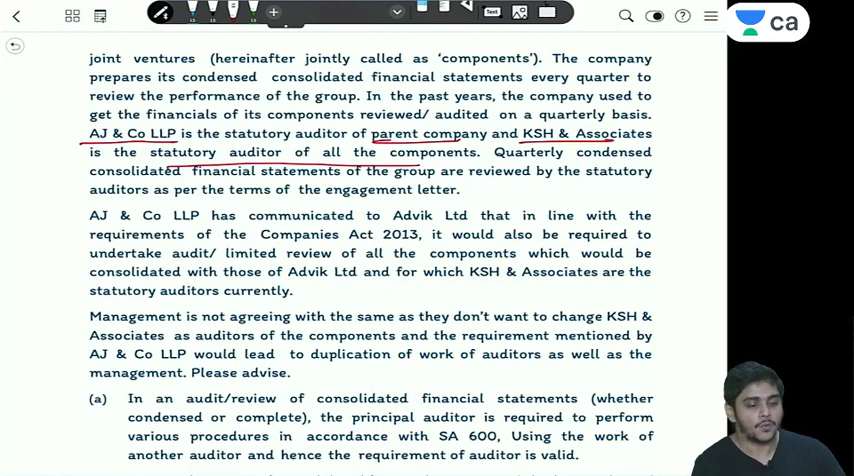 Text
ca
joint ventures (hereinafter jointly called as ‘components’). The company
prepares its condensed consolidated financial statements every quarter to
review the performance of the group. In the past years, the company used to
get the financials of its components reviewed/ audited on a quarterly basis.
AJ & Co LLP is the statutory auditor of parent company and KSH & Associates
is the statutory auditor of all the components. Quarterly condensed
consolidated financial statements of the group are reviewed by the statutory
auditors as per the terms of the engagement letter.
AJ & Co LLP has communicated to Advik Ltd that in line with the
requirements of the Companies Act 2013, it would also be required to
undertake audit/ limited review of all the components which would be
consolidated with those of Advik Ltd and for which KSH & Associates are the
statutory auditors currently.
Management is not agreeing with the same as they don’t want to change KSH &
Associates as auditors of the components and the requirement mentioned by
AJ & Co LLP would lead to duplication of work of auditors as well as the
management. Please advise.
(a) In an audit/review of consolidated financial statements (whether
condensed or complete), the principal auditor is required to perform
various procedures in accordance with SA 600, Using the work of
another auditor and hence the requirement of auditor is valid.